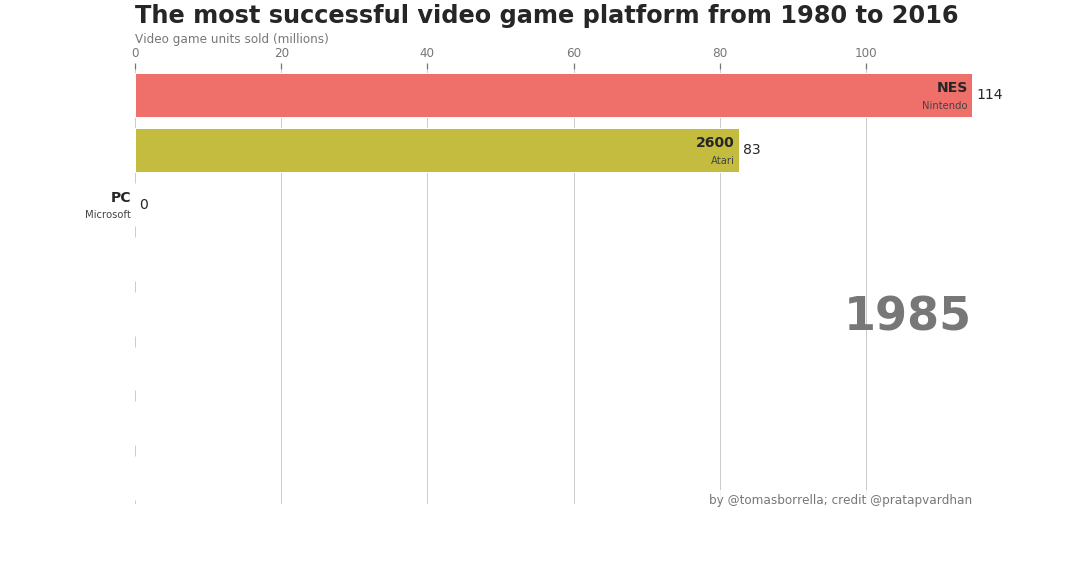 The most successful video game platform from 1980 to 2016
Video game units sold (millions)
0 20 40 60 80 100
NES
Nintendo
114
2600
Atari
83
PC
Microsoft
0
1985
by @tomasborrella; credit @pratapvardhan